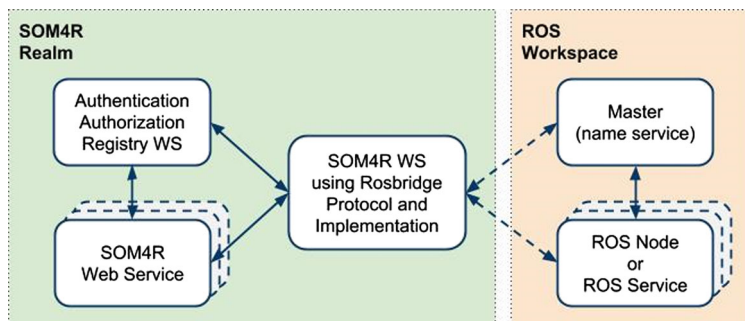 SOM4R
Realm
Authentication
Authorization
Registry WS
SOM4R
Web Service
SOM4R WS
using Rosbridge
Protocol and
Implementation
ROS
Workspace
Master
(name service)
ROS Node
or
ROS Service